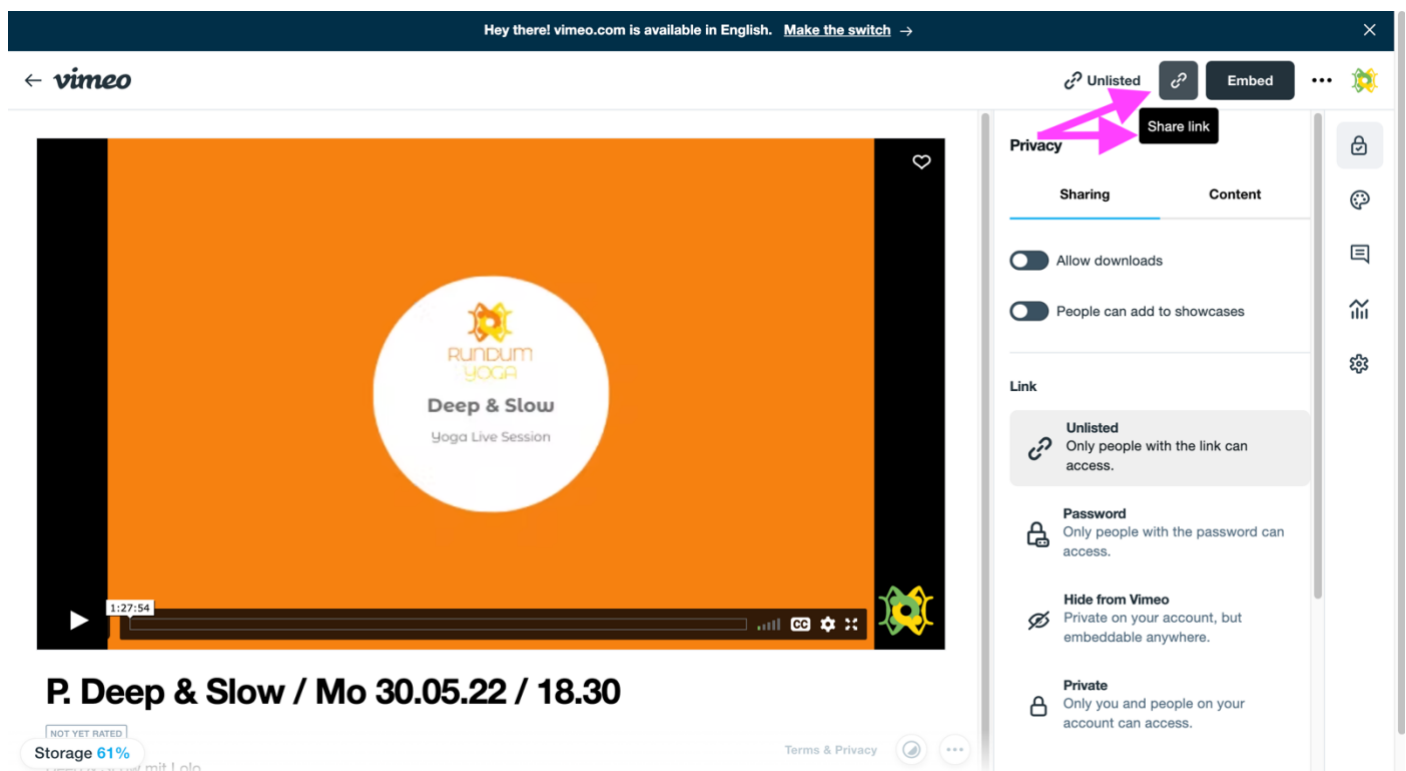 Hey there! vimeo.com is available in English. Make the switch →
vimeo
Unlisted
Embed
Share link
Privacy
Sharing Content
Allow downloads
People can add to showcases
Link
Unlisted
Only people with the link can
access.
Password
Only people with the password can
access.
Hide from Vimeo
Private on your account, but
embeddable anywhere.
Private
Only you and people on your
account can access.
RUNDUM
YOGA
Deep & Slow
Yoga Live Session
1:27:54
CC
P. Deep & Slow / Mo 30.05.22 / 18.30
NOT YET RATED
Storage 61%
Terms & Privacy
mit Lolo